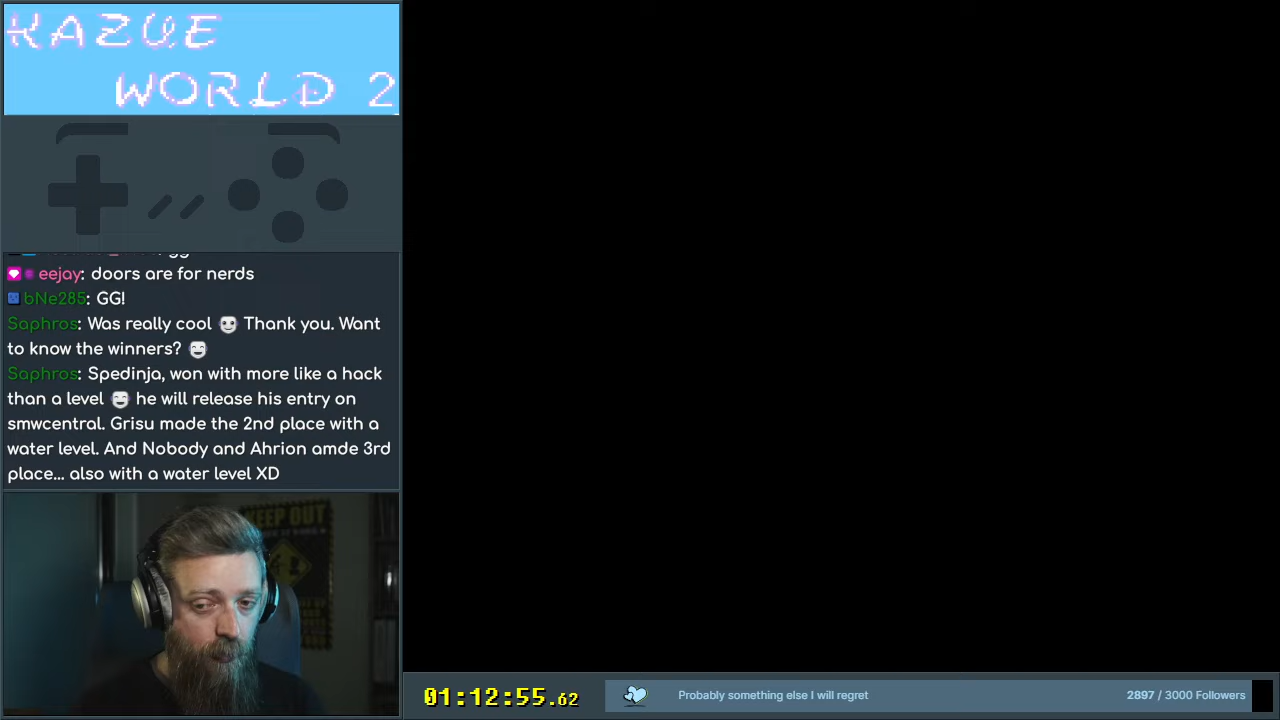 KAZUE
WORLD 2
eejay: doors are for nerds
bNe285: GG!
Saphros: Was really cool Thank you. Want
to know the winners?
Saphros: Spedinja, won with more like a hack
than a level he will release his entry on
smwcentral. Grisu made the 2nd place with a
water level. And Nobody and Ahrion amde 3rd
place... also with a water level XD
KEEP OUT
01:12:55.62
Probably something else I will regret
2897 / 3000 Followers